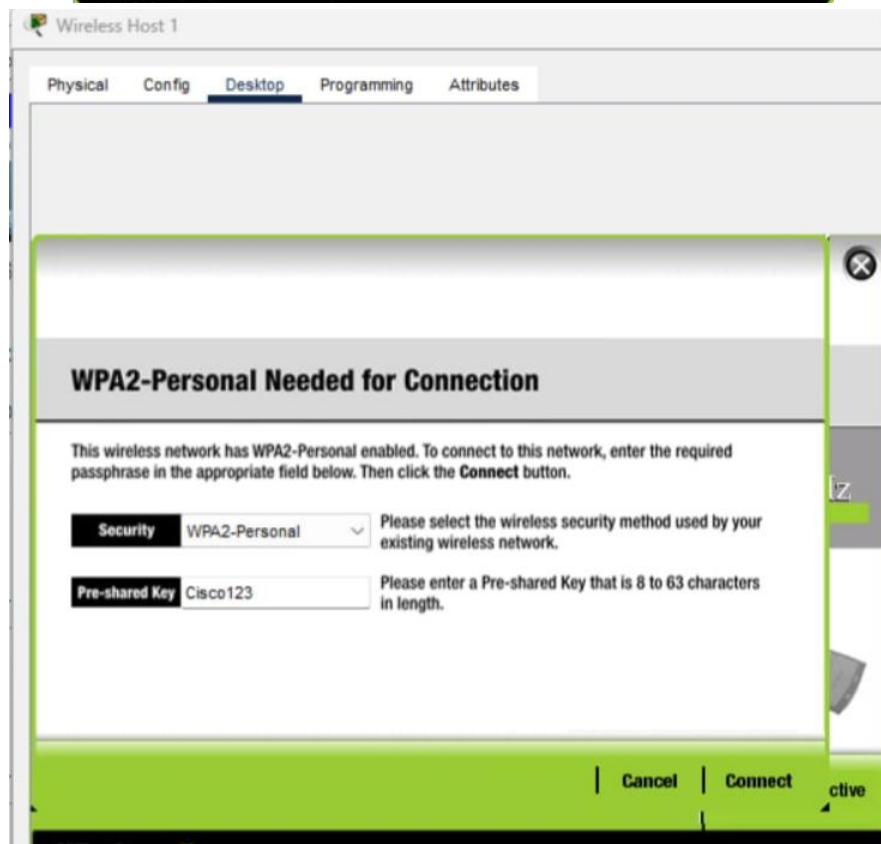 Wireless Host 1
Physical Config Desktop Programming Attributes
WPA2-Personal Needed for Connection
This wireless network has WPA2-Personal enabled. To connect to this network, enter the required
passphrase in the appropriate field below. Then click the Connect button.
Security WPA2-Personal Please select the wireless security method used by your
existing wireless network.
Pre-shared Key Cisco123 Please enter a Pre-shared Key that is 8 to 63 characters
in length.
Cancel Connect